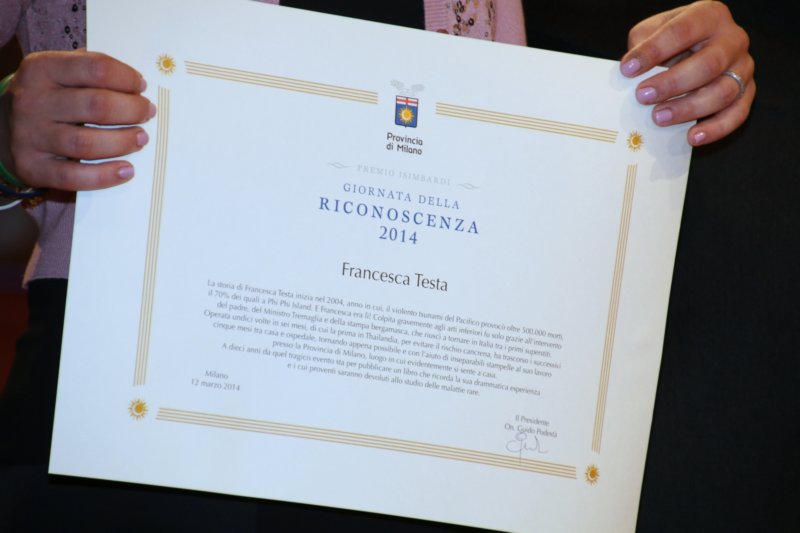 Provincia
di Milano
PREMIO ISIMBARDI
GIORNATA DELLA
RICONOSCENZA
2014
Francesca Testa
La storia di Francesca Testa inizia nel 2004, anno in cui, il violento tsunami del Pacifico provocò oltre 500.000 morti,
il 70% dei quali a Phi Phi Island. E Francesca era lì! Colpita gravemente agli arti inferiori fu solo grazie all'intervento
del padre, del Ministro Tremaglia e della stampa bergamasca, che riuscì a tornare in Italia tra i primi superstiti.
Operata undici volte in sei mesi, di cui la prima in Thailandia, per evitare il rischio cancrena, ha trascorso i successivi
cinque mesi tra casa e ospedale, tornando appena possibile e con l'aiuto di inseparabili stampelle al suo lavoro
presso la Provincia di Milano, luogo in cui evidentemente si sente a casa.
A dieci anni da quel tragico evento sta per pubblicare un libro che ricorda la sua drammatica esperienza
e i cui proventi saranno devoluti allo studio delle malattie rare.
Milano
12 marzo 2014
Il Presidente
On. Guido Podestà